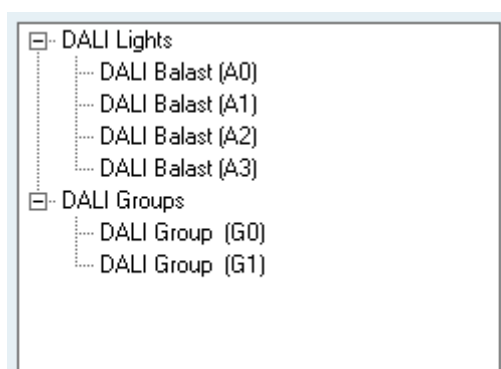 DALI Lights
DALI Balast (A0)
DALI Balast (A1)
DALI Balast (A2)
DALI Balast (A3)
DALI Groups
DALI Group  (G0)
DALI Group  (G1)